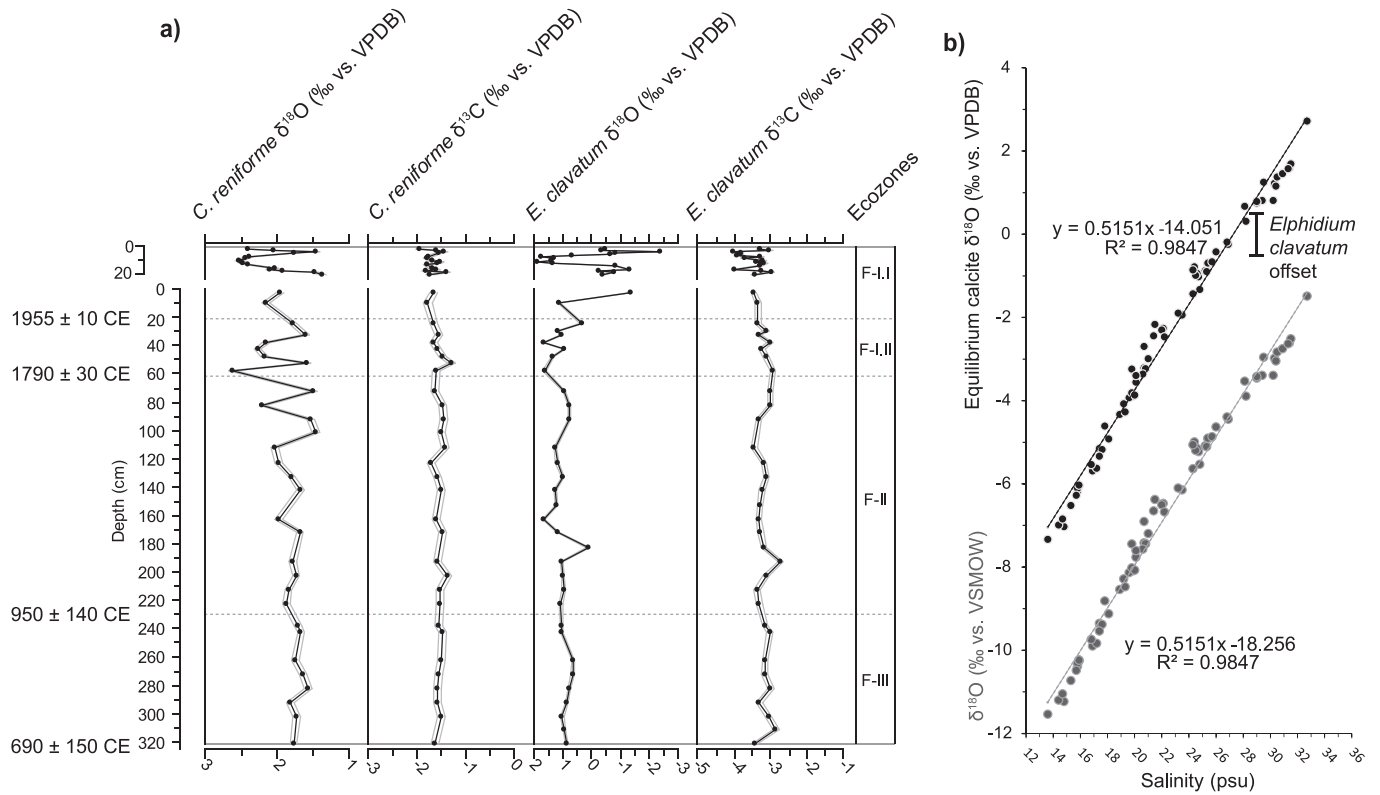 a)
C. reniforme δ¹⁸O (‰ vs. VPDB)
C. reniforme δ¹³C (‰ vs. VPDB)
E. clavatum δ¹⁸O (‰ vs. VPDB)
E. clavatum δ¹³C (‰ vs. VPDB)
Ecozones
0
20
0
20
40
60
80
100
120
140
160
180
200
220
240
260
280
300
320
Depth (cm)
1955 ± 10 CE
1790 ± 30 CE
950 ± 140 CE
690 ± 150 CE
F-I.I
F-I.II
F-II
F-III
3 2 1
-3 -2 -1 0
2 1 0 -1 -2 -3
-5 -4 -3 -2 -1
b)
Equilibrium calcite δ¹⁸O (‰ vs. VPDB)
δ¹⁸O (‰ vs. VSMOW)
4
2
0
-2
-4
-6
-8
-10
-12
y = 0.5151x -14.051
R² = 0.9847
Elphidium
clavatum
offset
y = 0.5151x -18.256
R² = 0.9847
12 14 16 18 20 22 24 26 28 30 32 34 36
Salinity (psu)